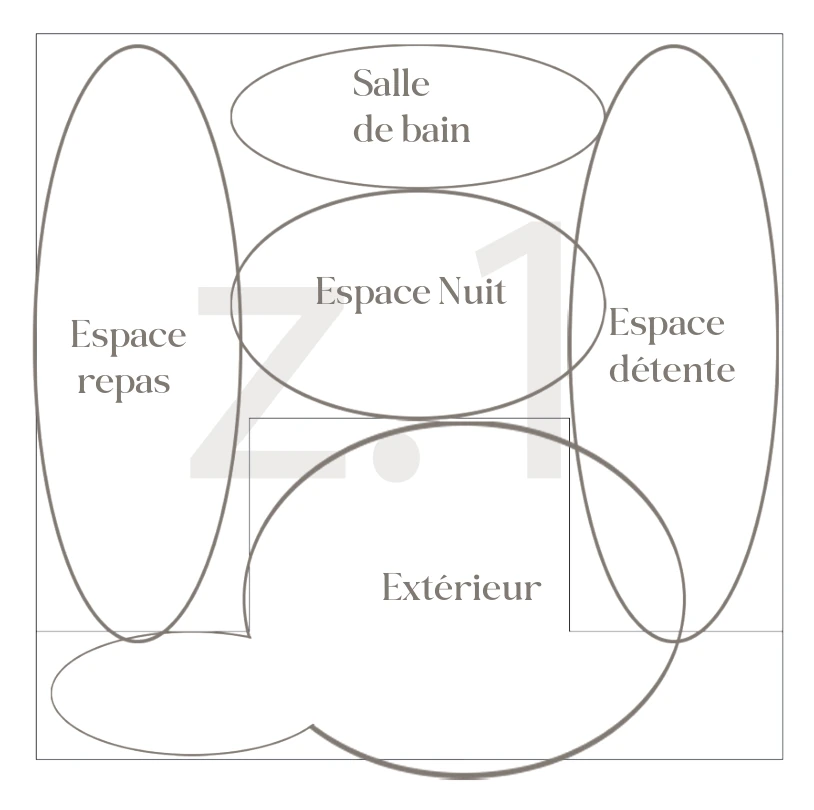 Salle
de bain
Espace Nuit
Espace
repas
Espace
détente
Extérieur
z.1